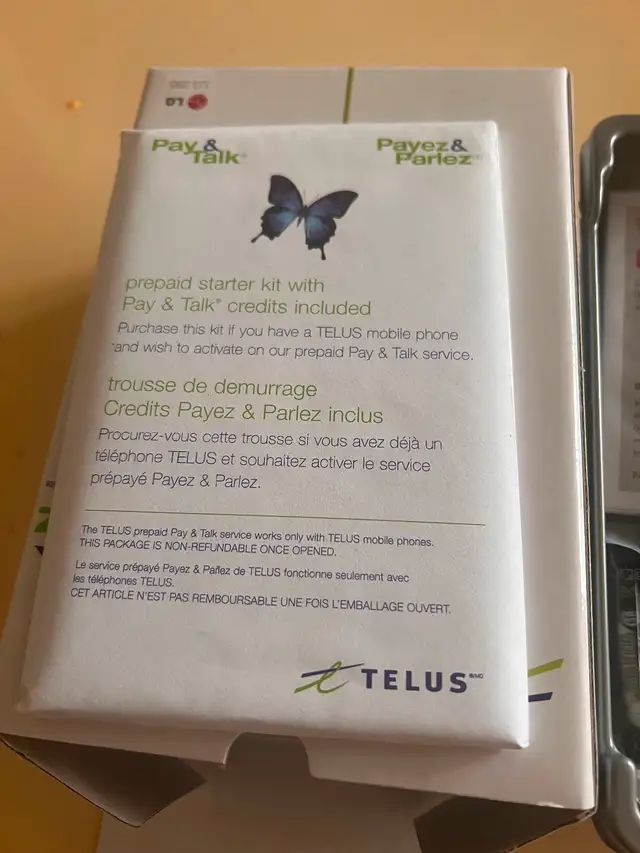 LG
Pay &
Talk®
Payez &
Parlez
prepaid starter kit with
Pay & Talk® credits included
Purchase this kit if you have a TELUS mobile phone
and wish to activate on our prepaid Pay & Talk service.
trousse de demurrage
Credits Payez & Parlez inclus
Procurez-vous cette trousse si vous avez déjà un
téléphone TELUS et souhaitez activer le service
prépayé Payez & Parlez.
The TELUS prepaid Pay & Talk service works only with TELUS mobile phones.
THIS PACKAGE IS NON-REFUNDABLE ONCE OPENED.
Le service prépayé Payez & Parlez de TELUS fonctionne seulement avec
les téléphones TELUS.
CET ARTICLE N'EST PAS REMBOURSABLE UNE FOIS L'EMBALLAGE OUVERT.
TELUS